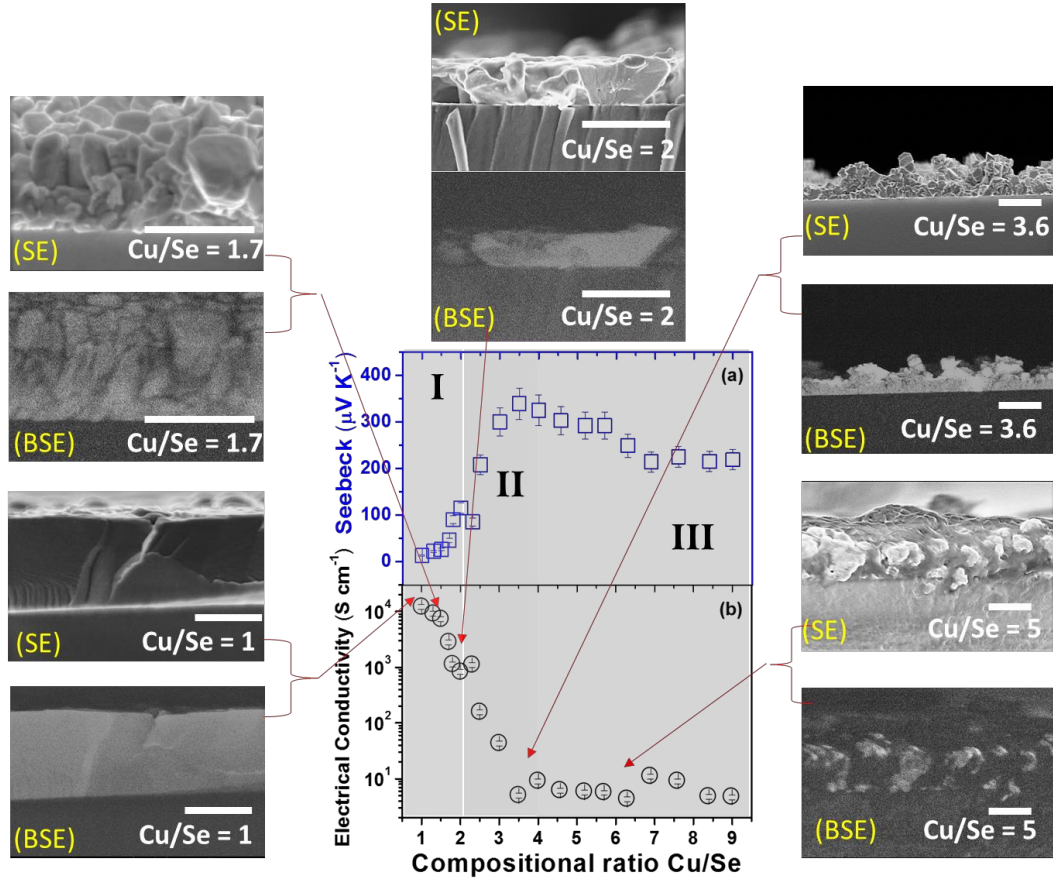 (SE)
Cu/Se = 2
(BSE)
Cu/Se = 2
(SE)
Cu/Se = 1.7
(BSE)
Cu/Se = 1.7
(SE)
Cu/Se = 1
(BSE)
Cu/Se = 1
(SE)
Cu/Se = 3.6
(BSE)
Cu/Se = 3.6
(SE)
Cu/Se = 5
(BSE)
Cu/Se = 5
Seebeck (µV K⁻¹)
400
300
200
100
0
(a)
I
II
III
Electrical Conductivity (S cm⁻¹)
10⁴
10³
10²
10¹
(b)
1 2 3 4 5 6 7 8 9
Compositional ratio Cu/Se